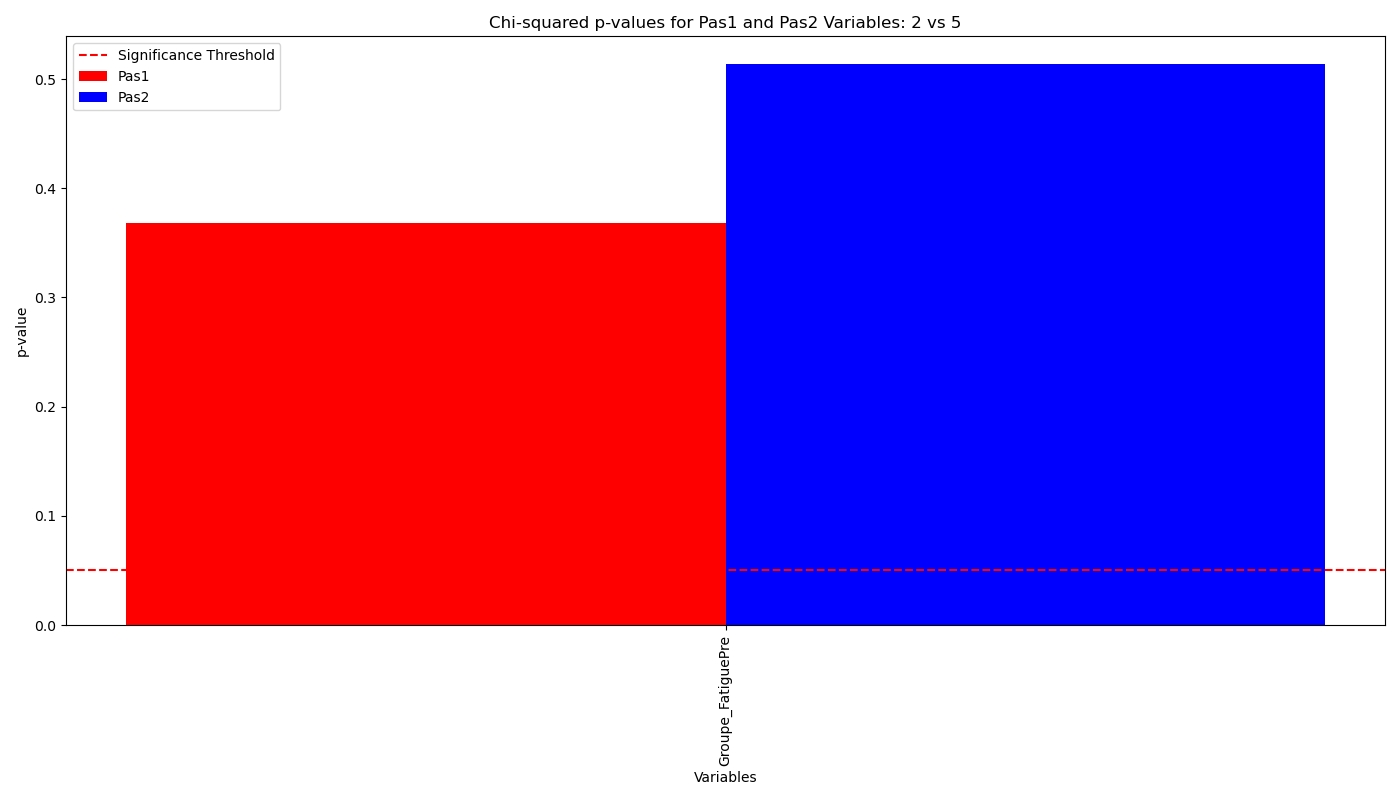 Chi-squared p-values for Pas1 and Pas2 Variables: 2 vs 5
Significance Threshold
Pas1
Pas2
0.5
0.4
0.3
0.2
0.1
0.0
p-value
Groupe_FatiguePre
Variables